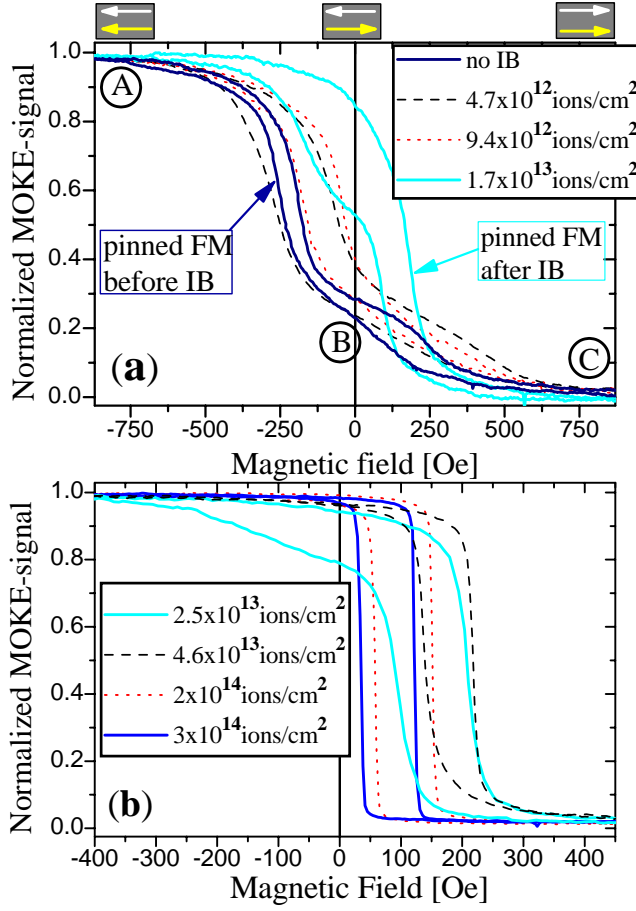 1.0
0.8
0.6
0.4
0.2
0.0
Normalized MOKE-signal
A
B
C
no IB
4.7x10¹²ions/cm²
9.4x10¹²ions/cm²
1.7x10¹³ions/cm²
pinned FM
before IB
pinned FM
after IB
(a)
-750 -500 -250 0 250 500 750
Magnetic field [Oe]
1.0
0.8
0.6
0.4
0.2
0.0
Normalized MOKE-signal
2.5x10¹³ions/cm²
4.6x10¹³ions/cm²
2x10¹⁴ions/cm²
3x10¹⁴ions/cm²
(b)
-400 -300 -200 -100 0 100 200 300 400
Magnetic Field [Oe]